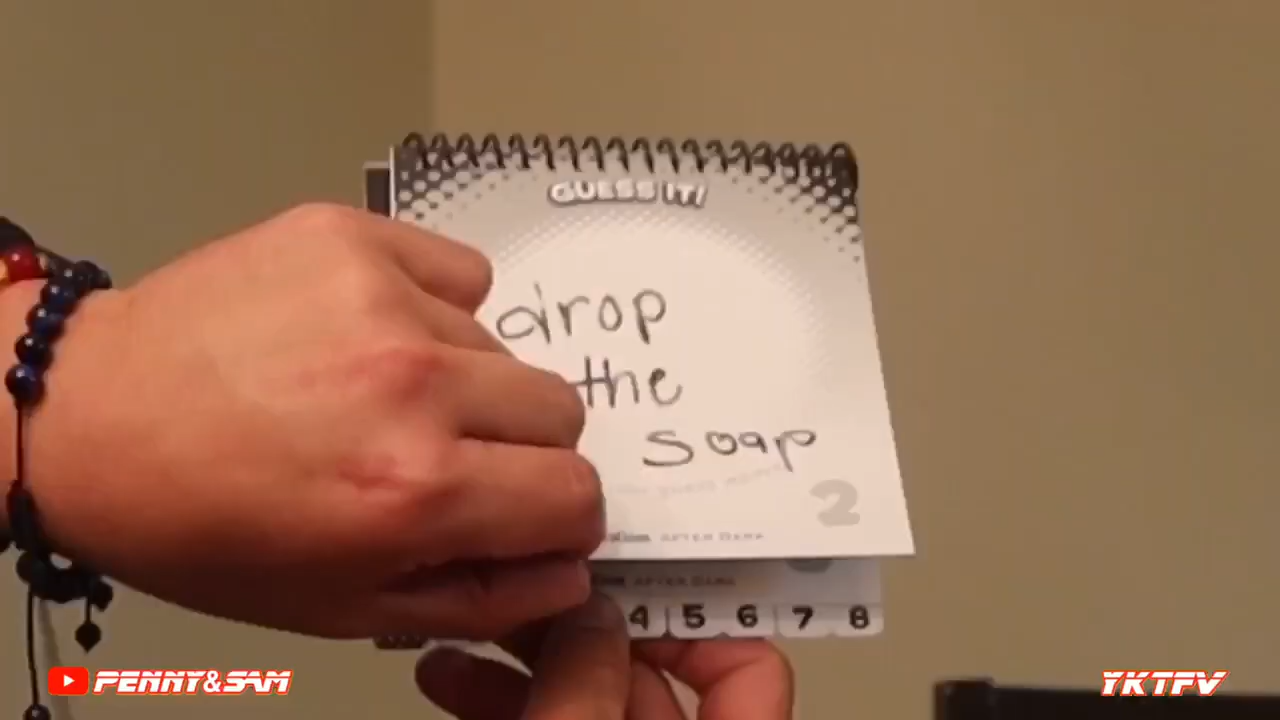 GUESS IT!
drop
the
soap
2
AFTER DARK
AFTER DARK
4 5 6 7 8
PENNY&SAM
YKTFV